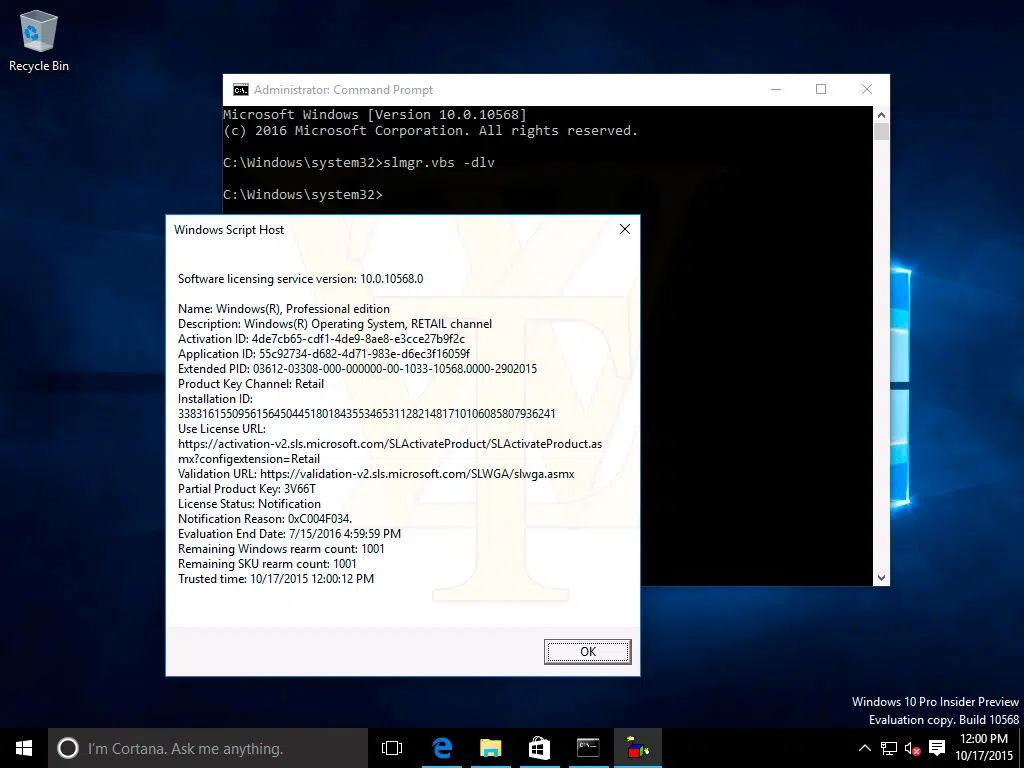 Recycle Bin
Administrator: Command Prompt
Microsoft Windows [Version 10.0.10568]
(c) 2016 Microsoft Corporation. All rights reserved.
C:\Windows\system32>slmgr.vbs -dlv
C:\Windows\system32>
Windows Script Host
Software licensing service version: 10.0.10568.0
Name: Windows(R), Professional edition
Description: Windows(R) Operating System, RETAIL channel
Activation ID: 4de7cb65-cdf1-4de9-8ae8-e3cce27b9f2c
Application ID: 55c92734-d682-4d71-983e-d6ec3f16059f
Extended PID: 03612-03308-000-000000-00-1033-10568.0000-2902015
Product Key Channel: Retail
Installation ID:
338316155095615645044518018435534653112821481710106085807936241
Use License URL:
https://activation-v2.sls.microsoft.com/SLActivateProduct/SLActivateProduct.as
mx?configextension=Retail
Validation URL: https://validation-v2.sls.microsoft.com/SLWGA/slwga.asmx
Partial Product Key: 3V66T
License Status: Notification
Notification Reason: 0xC004F034.
Evaluation End Date: 7/15/2016 4:59:59 PM
Remaining Windows rearm count: 1001
Remaining SKU rearm count: 1001
Trusted time: 10/17/2015 12:00:12 PM
OK
Windows 10 Pro Insider Preview
Evaluation copy. Build 10568
I'm Cortana. Ask me anything.
12:00 PM
10/17/2015